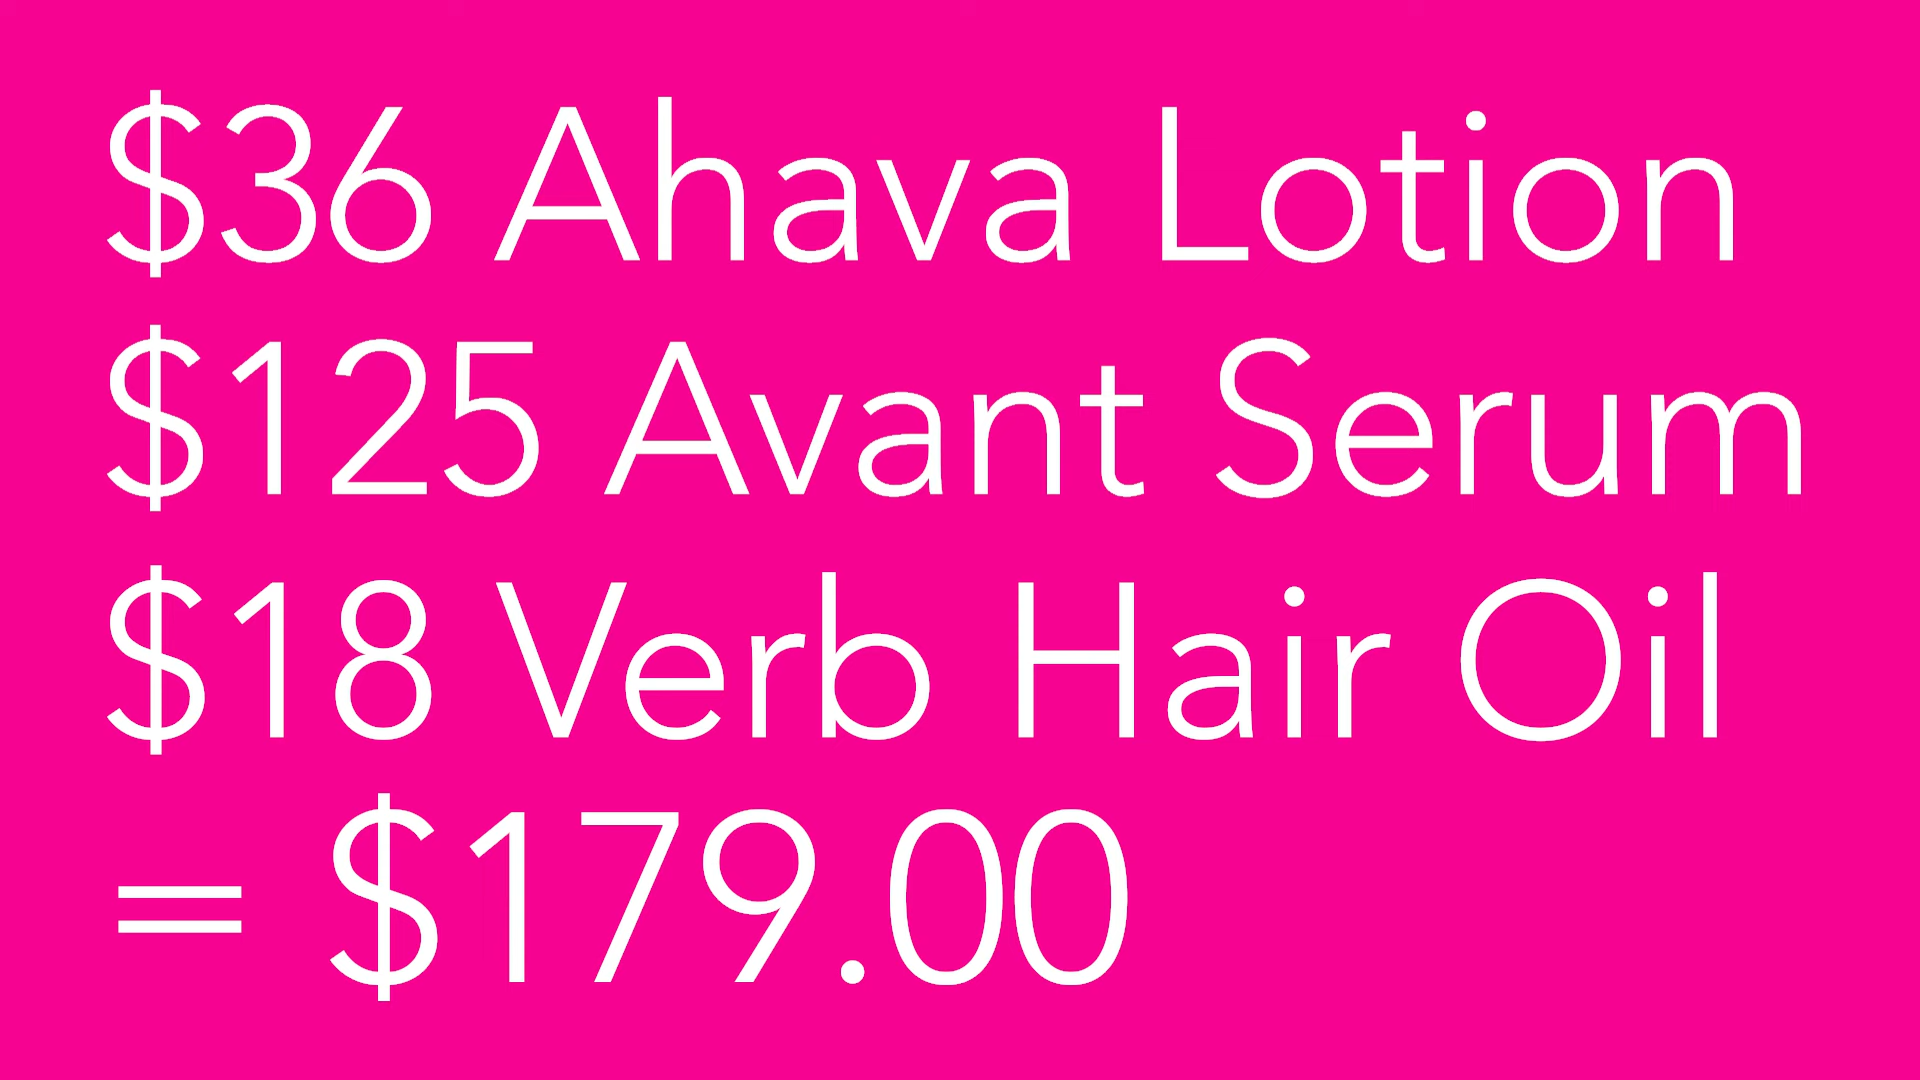 $36 Ahava Lotion
$125 Avant Serum
$18 Verb Hair Oil
= $179.00